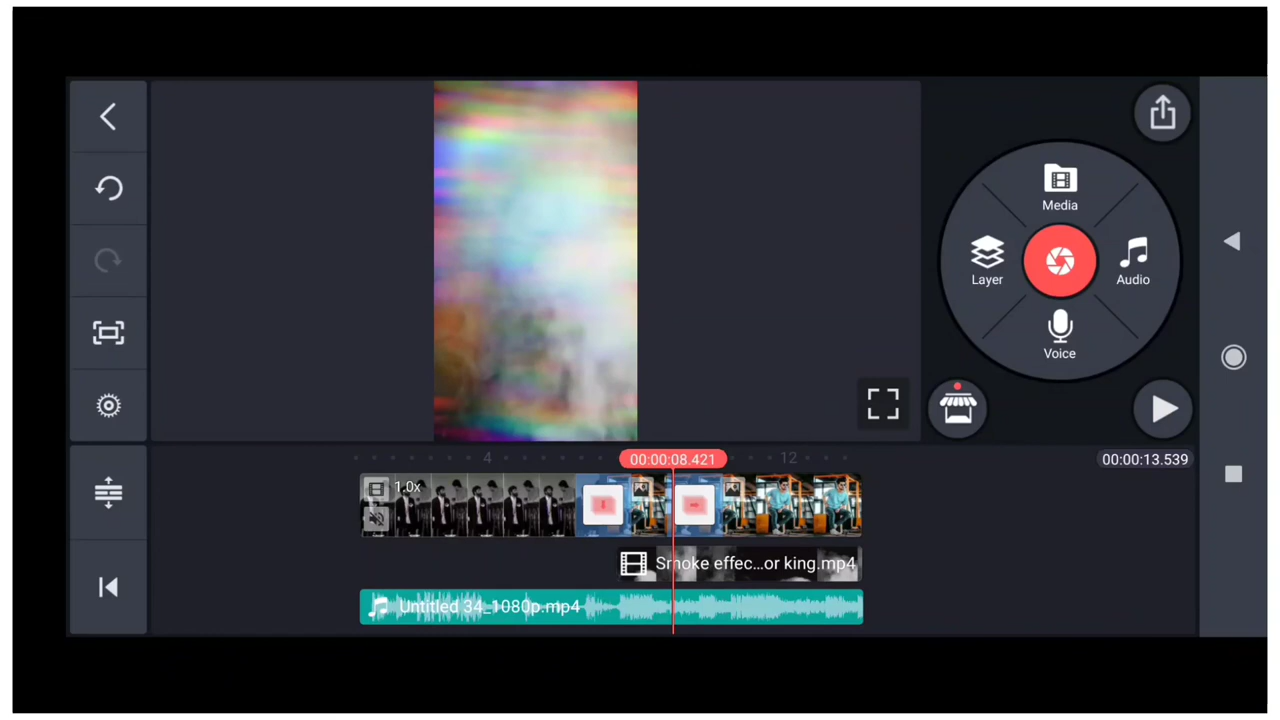 Media
Layer
Audio
Voice
4
00:00:08.421
12
00:00:13.539
1.0x
Smoke effec...or king.mp4
Untitled 34_1080p.mp4